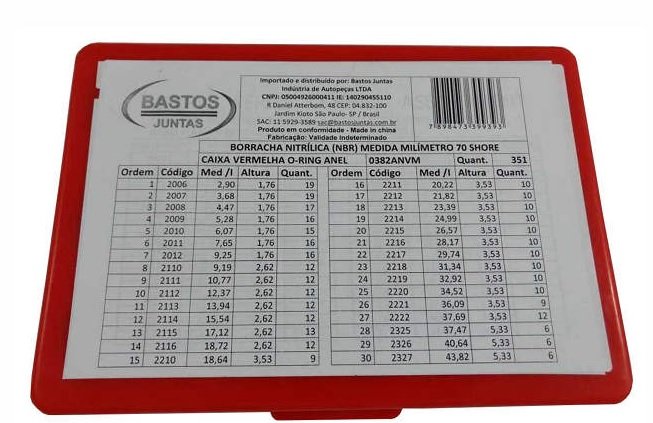 BASTOS
JUNTAS
Importado e distribuido por: Bastos Juntas
Indústria de Autopeças LTDA
CNPJ: 05004926000411 IE: 140290455110
R Daniel Atterbom, 48 CEP: 04.832-100
Jardim Kioto São Paulo- SP / Brasil
SAC: 11 5929-3589 sac@bastosjuntas.com.br
Produto em conformidade - Made in china
Fabricação: Validade Indeterminado
7 898473 399393
BORRACHA NITRÍLICA (NBR) MEDIDA MILÍMETRO 70 SHORE
CAIXA VERMELHA O-RING ANEL 0382ANVM Quant. 351
Ordem Código Med /I Altura Quant. Ordem Código Med /I Altura Quant.
1 2006 2,90 1,76 19 16 2211 20,22 3,53 10
2 2007 3,68 1,76 19 17 2212 21,82 3,53 10
3 2008 4,47 1,76 17 18 2213 23,39 3,53 10
4 2009 5,28 1,76 16 19 2214 24,99 3,53 10
5 2010 6,07 1,76 15 20 2215 26,57 3,53 10
6 2011 7,65 1,76 16 21 2216 28,17 3,53 10
7 2012 9,25 1,76 16 22 2217 29,74 3,53 10
8 2110 9,19 2,62 12 23 2218 31,34 3,53 10
9 2111 10,77 2,62 12 24 2219 32,92 3,53 10
10 2112 12,37 2,62 12 25 2220 34,52 3,53 10
11 2113 13,94 2,62 12 26 2221 36,09 3,53 9
12 2114 15,54 2,62 12 27 2222 37,69 3,53 12
13 2115 17,12 2,62 13 28 2325 37,47 5,33 6
14 2116 18,72 2,62 12 29 2326 40,64 5,33 6
15 2210 18,64 3,53 9 30 2327 43,82 5,33 6